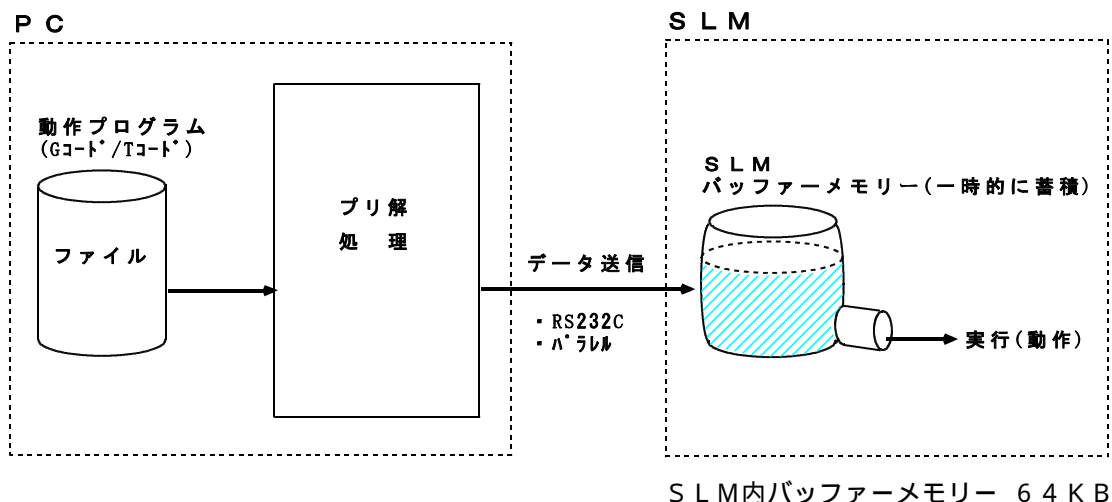 ＰＣ
動作プログラム
(Gｺｰﾄﾞ/Tｺｰﾄﾞ)
ファイル
プリ解
処　理
データ送信
・RS232C
・ﾊﾟﾗﾚﾙ
ＳＬＭ
ＳＬＭ
バッファーメモリー(一時的に蓄積)
実行(動作)
ＳＬＭ内バッファーメモリー　６４ＫＢ